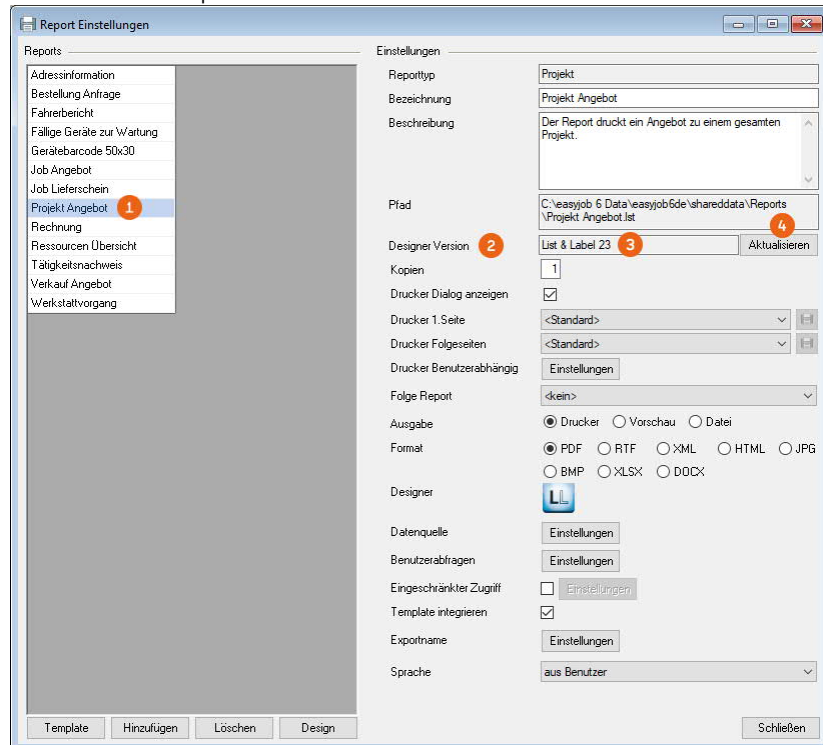 Report Einstellungen
Reports
Adressinformation
Bestellung Anfrage
Fahrerbericht
Fällige Geräte zur Wartung
Gerätebarcode 50x30
Job Angebot
Job Lieferschein
Projekt Angebot 1
Rechnung
Ressourcen Übersicht
Tätigkeitsnachweis
Verkauf Angebot
Werkstattvorgang
Template Hinzufügen Löschen Design
Einstellungen
Reporttyp Projekt
Bezeichnung Projekt Angebot
Beschreibung Der Report druckt ein Angebot zu einem gesamten
Projekt.
Pfad C:\easyjob 6 Data\easyjob6de\shareddata\Reports
\Projekt Angebot.lst
4
Designer Version 2 List & Label 23 3 Aktualisieren
Kopien 1
Drucker Dialog anzeigen
Drucker 1.Seite <Standard>
Drucker Folgeseiten <Standard>
Drucker Benutzerabhängig Einstellungen
Folge Report <kein>
Ausgabe Drucker Vorschau Datei
Format PDF RTF XML HTML JPG
BMP XLSX DOCX
Designer LL
Datenquelle Einstellungen
Benutzerabfragen Einstellungen
Eingeschränkter Zugriff Einstellungen
Template integrieren
Exportname Einstellungen
Sprache aus Benutzer
Schließen